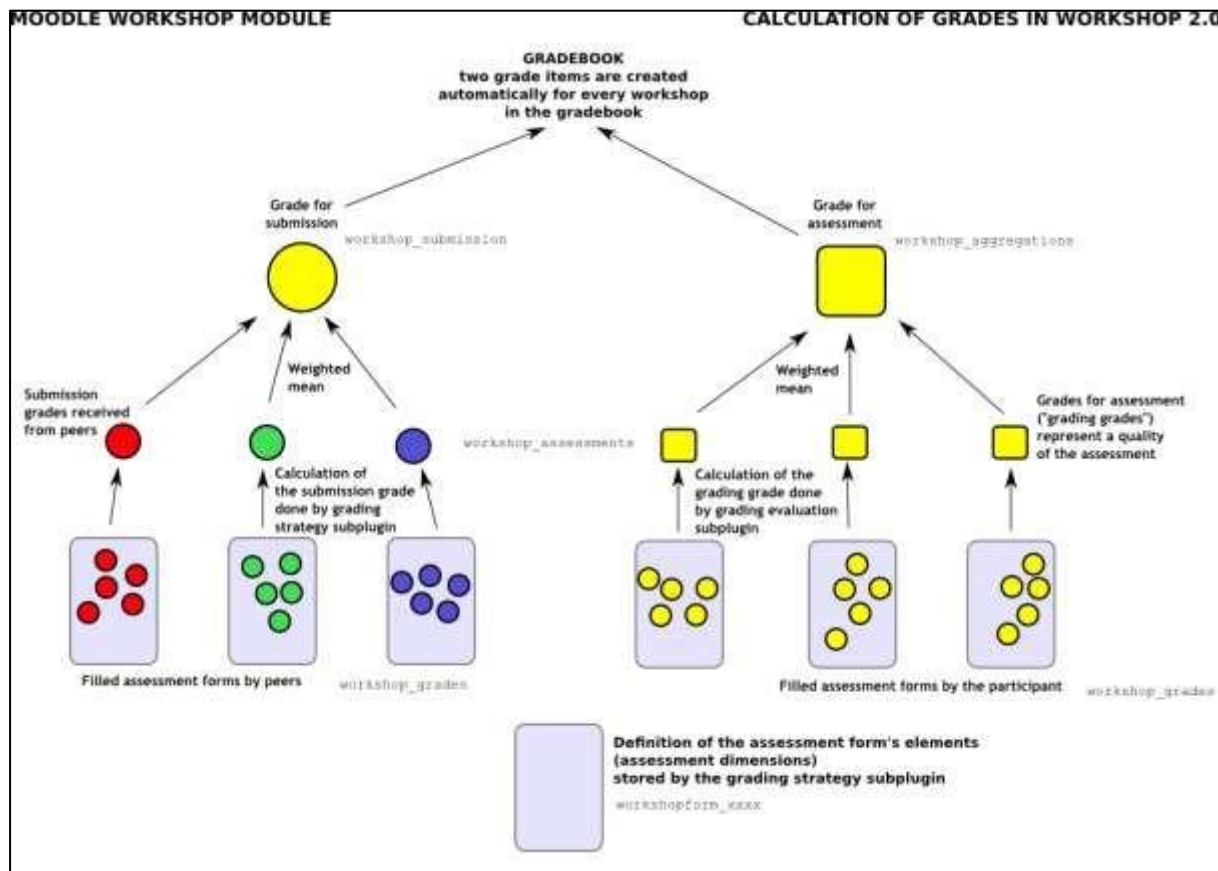 MOODLE WORKSHOP MODULE
CALCULATION OF GRADES IN WORKSHOP 2.0
GRADEBOOK
two grade items are created
automatically for every workshop
in the gradebook
Grade for
submission
workshop_submission
Grade for
assessment
workshop_aggregations
Weighted
mean
Weighted
mean
Submission
grades received
from peers
workshop_assessments
Grades for assessment
("grading grades")
represent a quality
of the assessment
Calculation of
the submission grade
done by grading
strategy subplugin
Calculation of the
grading grade done
by grading evaluation
subplugin
Filled assessment forms by peers
workshop_grades
Filled assessment forms by the participant
workshop_grades
Definition of the assessment form's elements
(assessment dimensions)
stored by the grading strategy subplugin
workshopform_xxxx